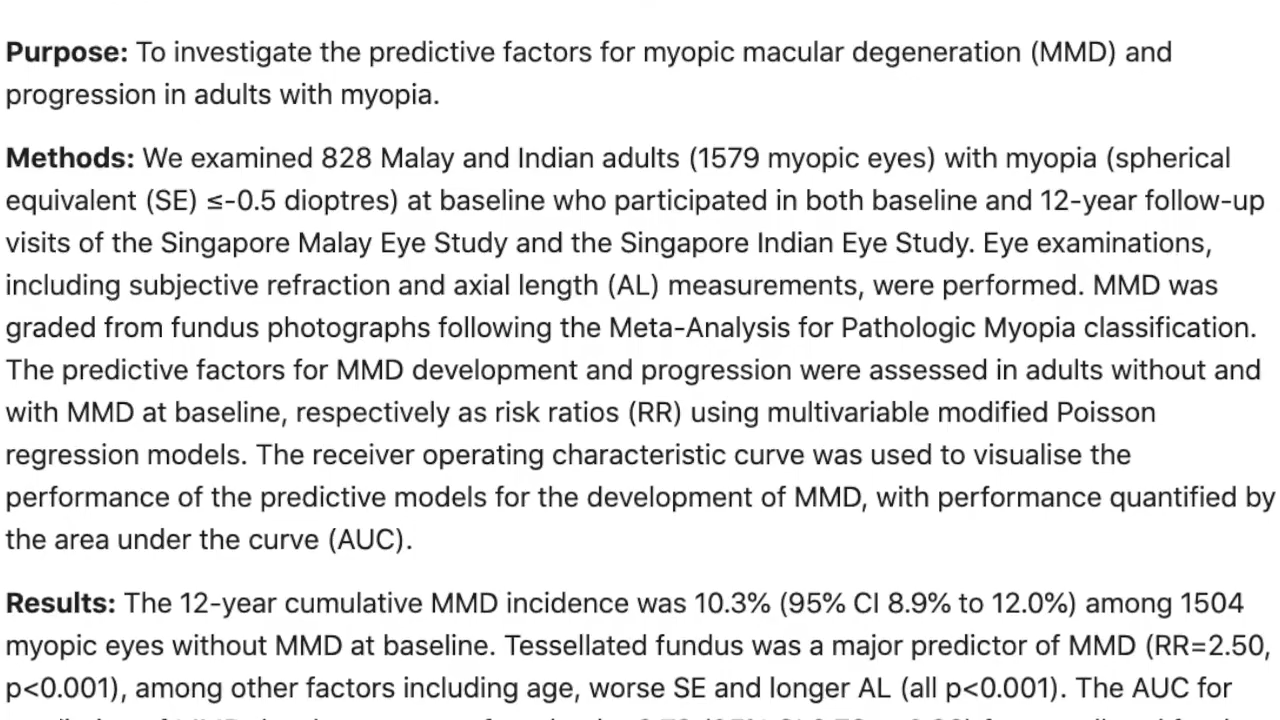 Purpose: To investigate the predictive factors for myopic macular degeneration (MMD) and
progression in adults with myopia.
Methods: We examined 828 Malay and Indian adults (1579 myopic eyes) with myopia (spherical
equivalent (SE) ≤-0.5 dioptres) at baseline who participated in both baseline and 12-year follow-up
visits of the Singapore Malay Eye Study and the Singapore Indian Eye Study. Eye examinations,
including subjective refraction and axial length (AL) measurements, were performed. MMD was
graded from fundus photographs following the Meta-Analysis for Pathologic Myopia classification.
The predictive factors for MMD development and progression were assessed in adults without and
with MMD at baseline, respectively as risk ratios (RR) using multivariable modified Poisson
regression models. The receiver operating characteristic curve was used to visualise the
performance of the predictive models for the development of MMD, with performance quantified by
the area under the curve (AUC).
Results: The 12-year cumulative MMD incidence was 10.3% (95% CI 8.9% to 12.0%) among 1504
myopic eyes without MMD at baseline. Tessellated fundus was a major predictor of MMD (RR=2.50,
p<0.001), among other factors including age, worse SE and longer AL (all p<0.001). The AUC for